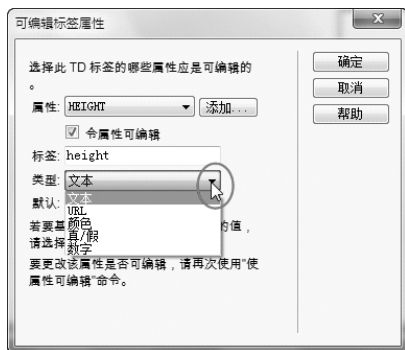 可编辑标签属性
选择此 TD 标签的哪些属性应是可编辑的
。
属性: HEIGHT 添加...
令属性可编辑
标签: height
类型: 文本
默认: 文本
URL
颜色
真/假
数字
若要基 的值，
请选择
要更改该属性是否可编辑，请再次使用"使
属性可编辑"命令。
确定
取消
帮助